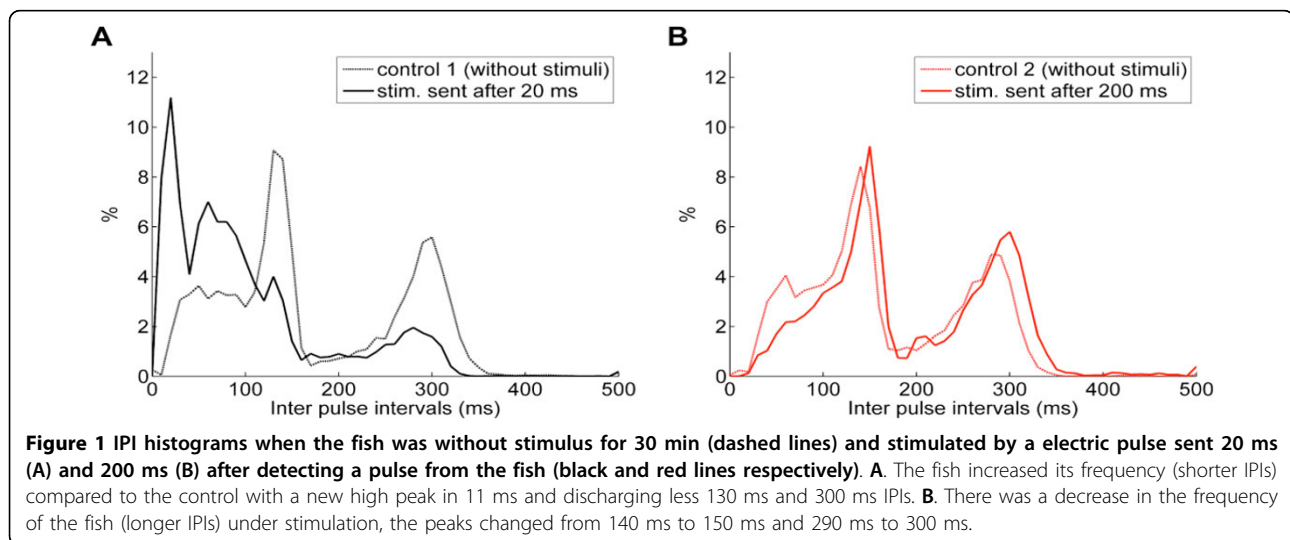 A
control 1 (without stimuli)
stim. sent after 20 ms
%
12
10
8
6
4
2
0
0 100 200 300 400 500
Inter pulse intervals (ms)
B
control 2 (without stimuli)
stim. sent after 200 ms
%
12
10
8
6
4
2
0
0 100 200 300 400 500
Inter pulse intervals (ms)
Figure 1 IPI histograms when the fish was without stimulus for 30 min (dashed lines) and stimulated by a electric pulse sent 20 ms
(A) and 200 ms (B) after detecting a pulse from the fish (black and red lines respectively). A. The fish increased its frequency (shorter IPIs)
compared to the control with a new high peak in 11 ms and discharging less 130 ms and 300 ms IPIs. B. There was a decrease in the frequency
of the fish (longer IPIs) under stimulation, the peaks changed from 140 ms to 150 ms and 290 ms to 300 ms.